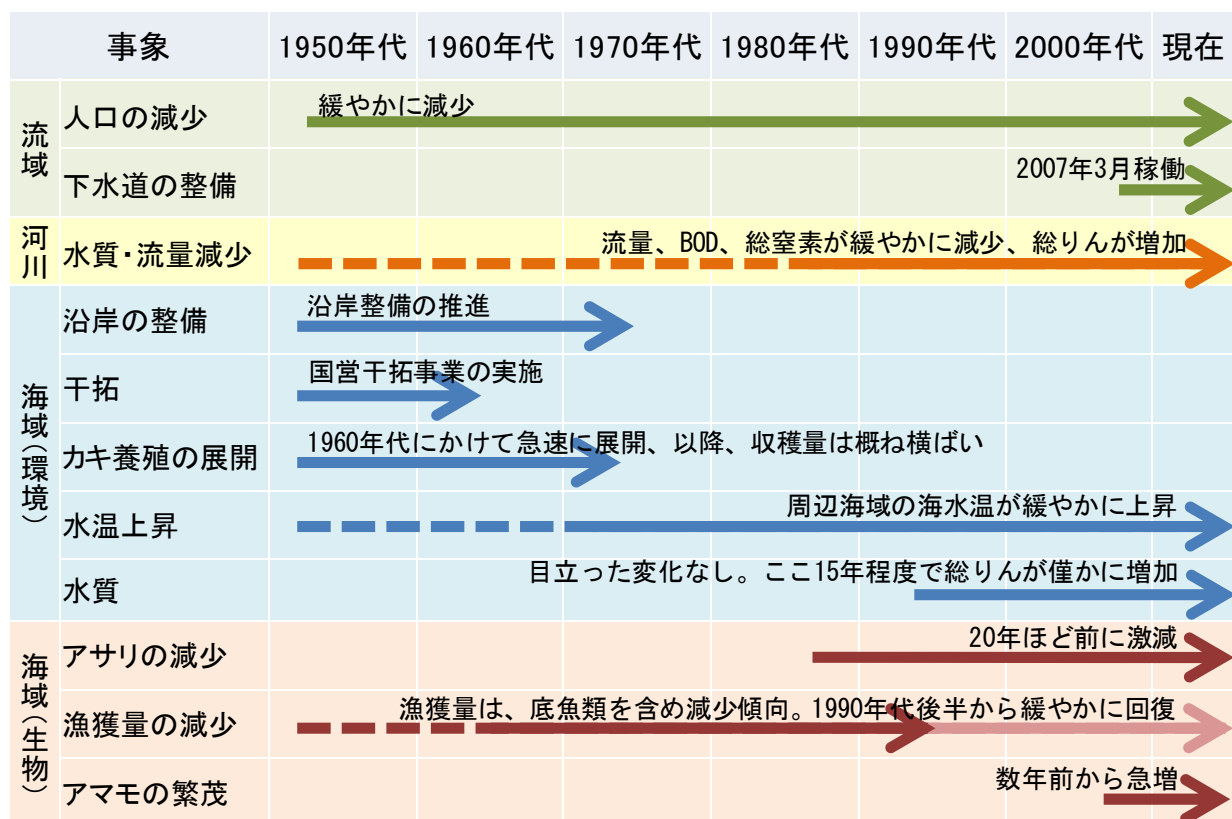 事象 1950年代 1960年代 1970年代 1980年代 1990年代 2000年代 現在
流域
人口の減少 緩やかに減少
下水道の整備 2007年3月稼働
河川
水質・流量減少 流量、BOD、総窒素が緩やかに減少、総りんが増加
海域（環境）
沿岸の整備 沿岸整備の推進
干拓 国営干拓事業の実施
カキ養殖の展開 1960年代にかけて急速に展開、以降、収穫量は概ね横ばい
水温上昇 周辺海域の海水温が緩やかに上昇
水質 目立った変化なし。ここ15年程度で総りんが僅かに増加
海域（生物）
アサリの減少 20年ほど前に激減
漁獲量の減少 漁獲量は、底魚類を含め減少傾向。1990年代後半から緩やかに回復
アマモの繁茂 数年前から急増